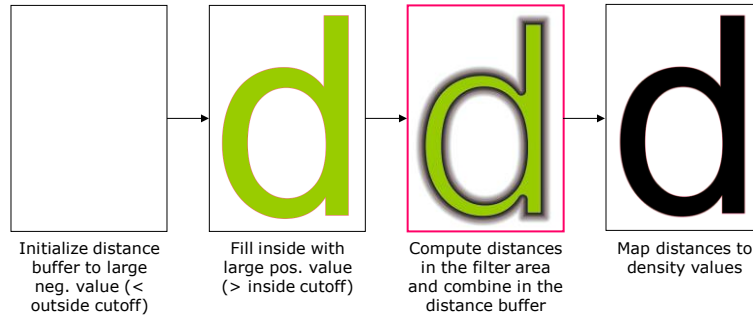 d
d
d
Initialize distance
buffer to large
neg. value (<
outside cutoff)
Fill inside with
large pos. value
(> inside cutoff)
Compute distances
in the filter area
and combine in the
distance buffer
Map distances to
density values